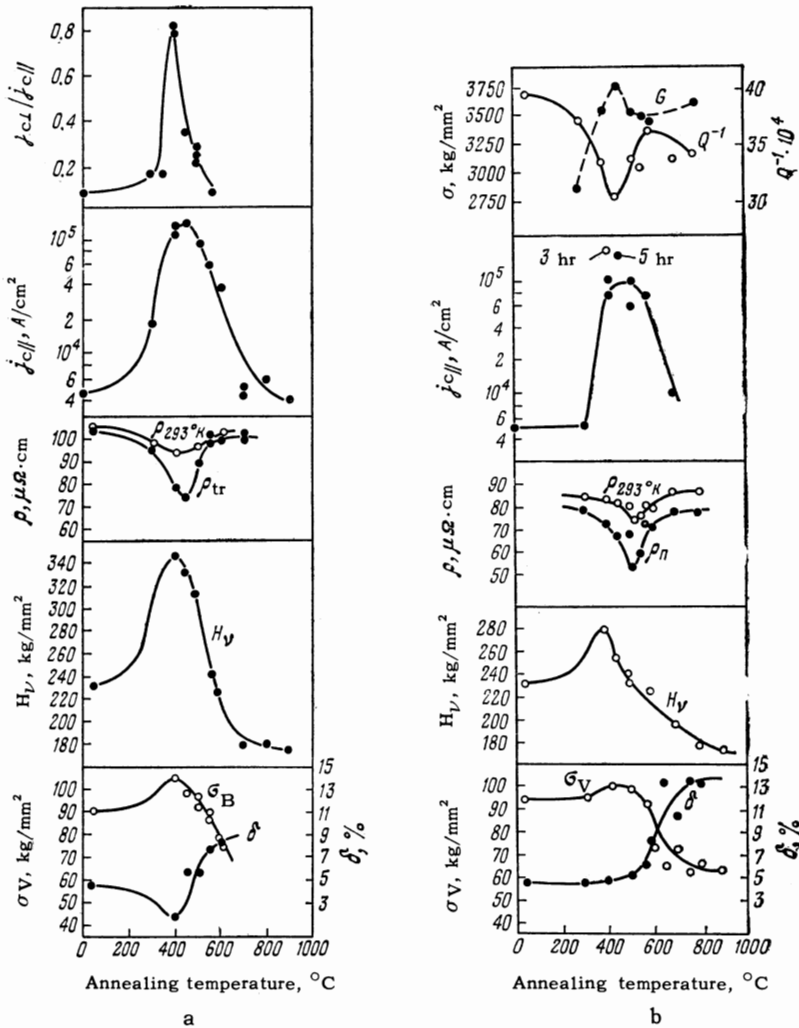 j_c⊥/j_c∥
0,8
0,6
0,4
0,2
j_c∥, A/cm²
10⁵
6
4
2
10⁴
6
4
ρ, μΩ·cm
100
90
80
70
60
ρ₂₉₃°K
ρ_tr
H_ν, kg/mm²
340
320
300
280
260
240
220
200
180
H_ν
σ_V, kg/mm²
100
90
80
70
60
50
40
σ_B
δ
15
13
11
9
7
5
3
δ, %
0 200 400 600 800 1000
Annealing temperature, °C
a
б
σ, kg/mm²
3750
3500
3250
3000
2750
G
Q⁻¹
40
35
30
Q⁻¹·10⁴
3 hr
5 hr
j_c∥, A/cm²
10⁵
6
4
2
10⁴
6
4
ρ, μΩ·cm
90
80
70
60
50
ρ₂₉₃°K
ρ_n
H_ν, kg/mm²
280
260
220
200
180
H_ν
σ_V, kg/mm²
100
90
80
70
60
50
40
σ_V
δ
15
13
11
9
7
5
3
δ, %
0 200 400 600 800 1000
Annealing temperature, °C
b